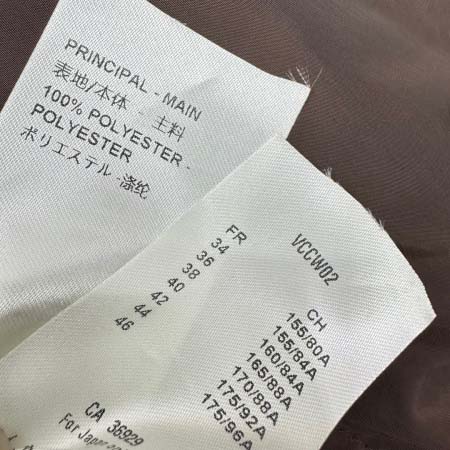 PRINCIPAL - MAIN
表地/本体 - 主料
100% POLYESTER -
POLYESTER
ポリエステル - 涤纶
VCCW02
FR
34
36
38
40
42
44
46
CH
155/80A
155/84A
160/84A
165/88A
170/88A
175/92A
175/96A
CA 36929
For Japan